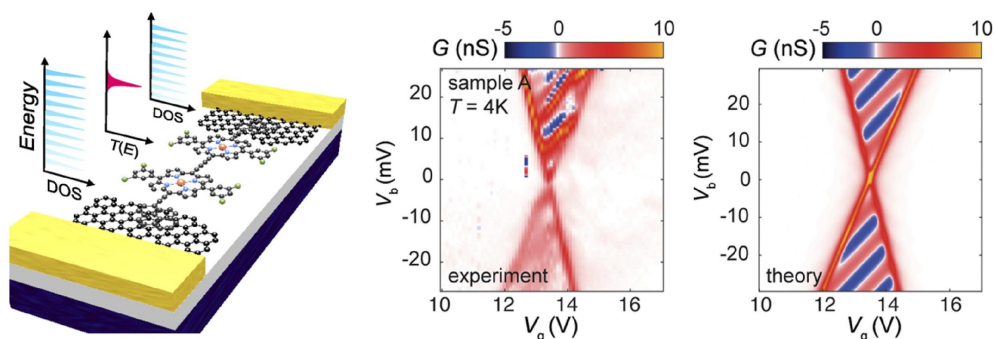 Energy
DOS
T(E)
DOS
G (nS)
-5
0
10
sample A
T = 4K
experiment
V_b (mV)
20
10
0
-10
-20
10
12
14
16
V_g (V)
G (nS)
-5
0
10
theory
V_b (mV)
20
10
0
-10
-20
10
12
14
16
V_g (V)